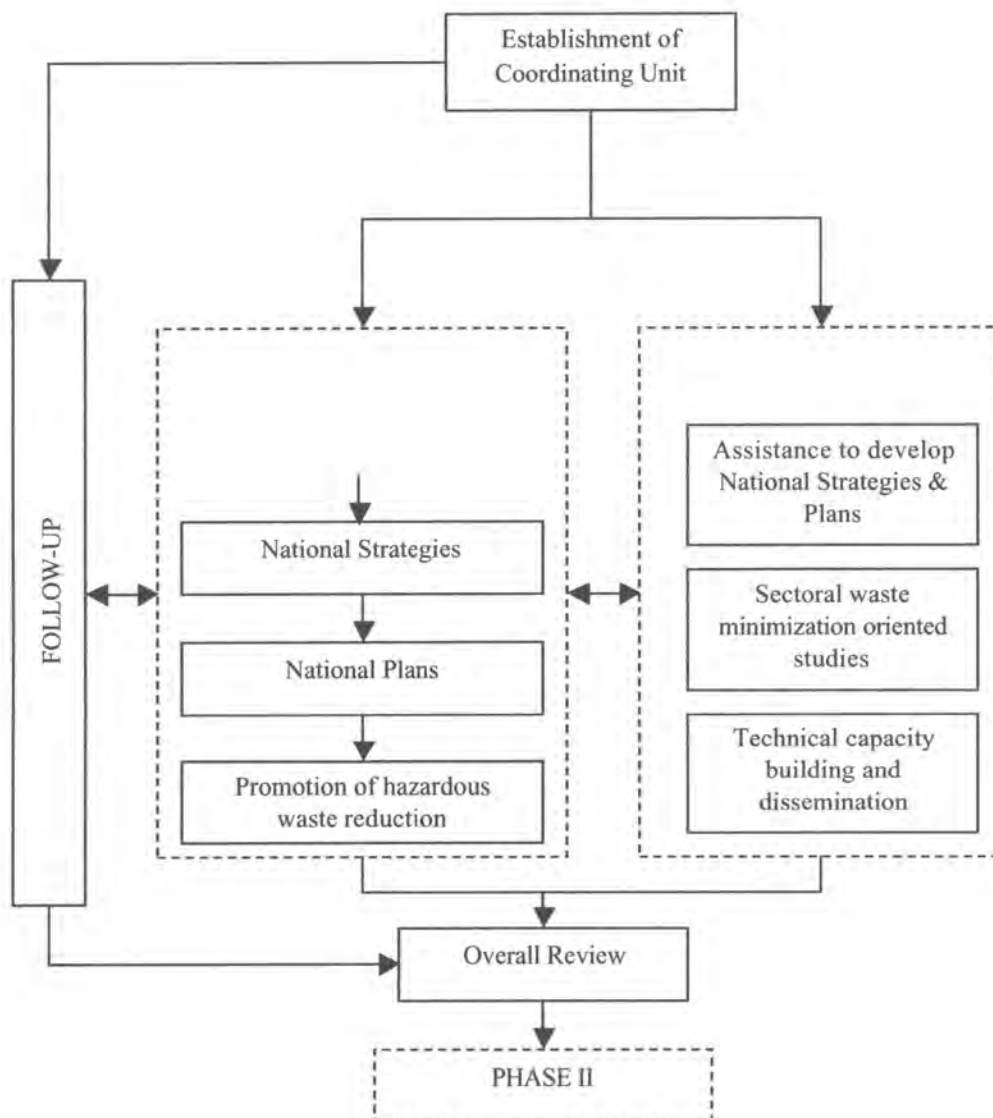 Establishment of
Coordinating Unit
FOLLOW-UP
National Strategies
National Plans
Promotion of hazardous
waste reduction
Assistance to develop
National Strategies &
Plans
Sectoral waste
minimization oriented
studies
Technical capacity
building and
dissemination
Overall Review
PHASE II